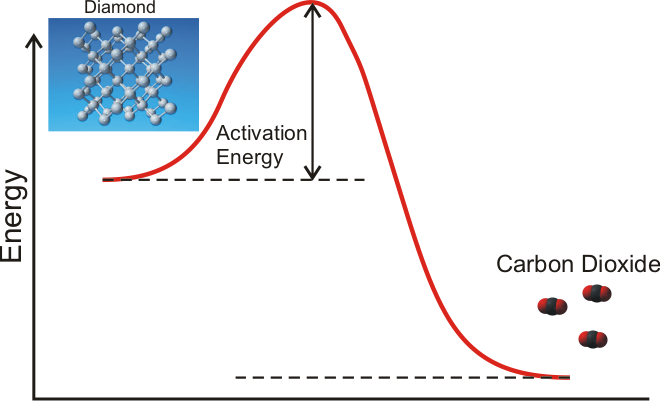 Diamond
Activation
Energy
Energy
Carbon Dioxide